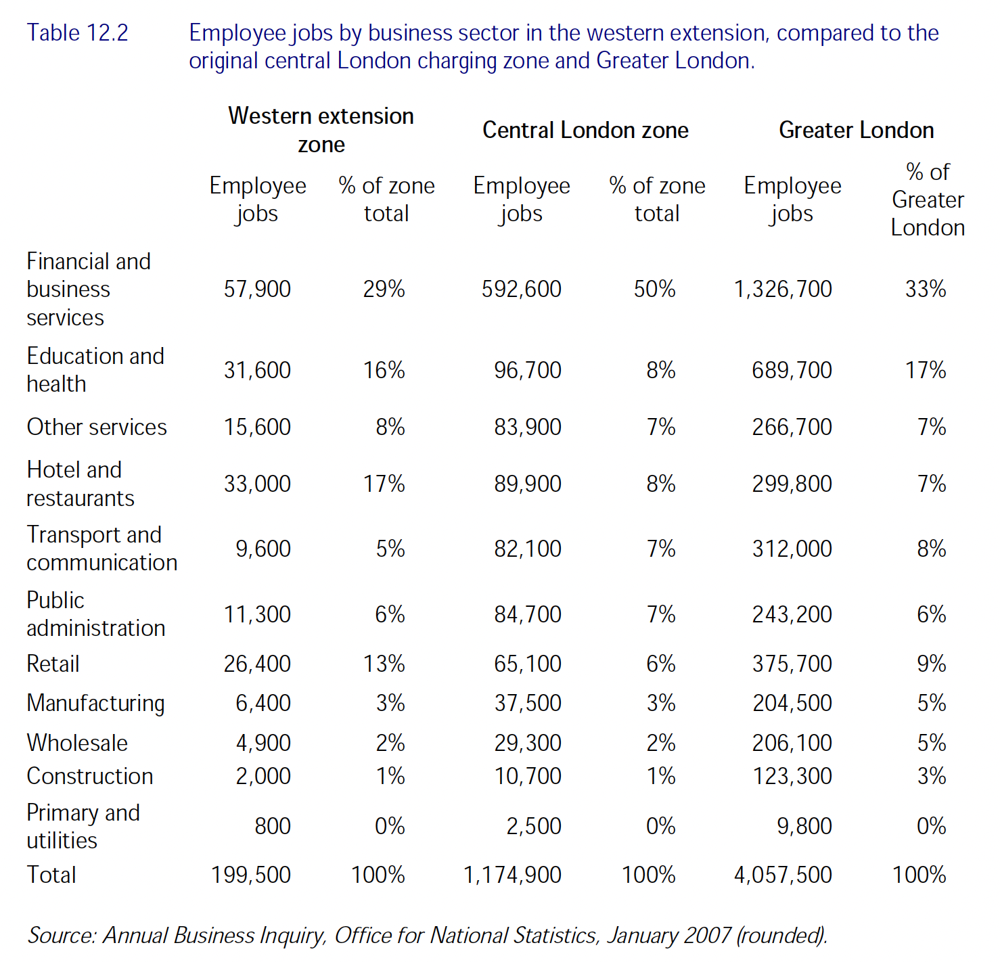 Table 12.2 Employee jobs by business sector in the western extension, compared to the
original central London charging zone and Greater London.
Western extension
zone
Central London zone
Greater London
Employee
jobs
% of zone
total
Employee
jobs
% of zone
total
Employee
jobs
% of
Greater
London
Financial and
business
services
57,900 29% 592,600 50% 1,326,700 33%
Education and
health
31,600 16% 96,700 8% 689,700 17%
Other services 15,600 8% 83,900 7% 266,700 7%
Hotel and
restaurants
33,000 17% 89,900 8% 299,800 7%
Transport and
communication
9,600 5% 82,100 7% 312,000 8%
Public
administration
11,300 6% 84,700 7% 243,200 6%
Retail 26,400 13% 65,100 6% 375,700 9%
Manufacturing 6,400 3% 37,500 3% 204,500 5%
Wholesale 4,900 2% 29,300 2% 206,100 5%
Construction 2,000 1% 10,700 1% 123,300 3%
Primary and
utilities
800 0% 2,500 0% 9,800 0%
Total 199,500 100% 1,174,900 100% 4,057,500 100%
Source: Annual Business Inquiry, Office for National Statistics, January 2007 (rounded).